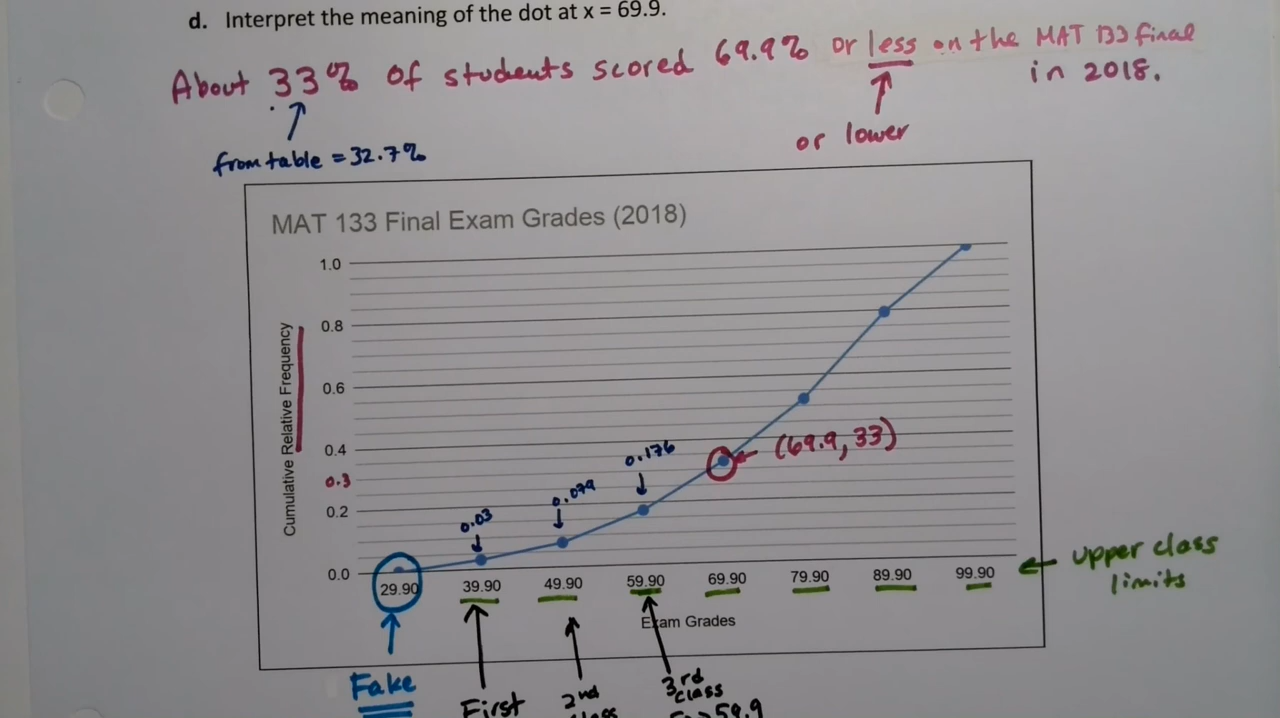 d. Interpret the meaning of the dot at x = 69.9.
About 33% of students scored 69.9% or less on the MAT 133 final
in 2018.
or lower
from table = 32.7%
MAT 133 Final Exam Grades (2018)
1.0
0.8
0.6
0.4
0.3
0.2
0.0
Cumulative Relative Frequency
0.03
0.079
0.176
(69.9, 33)
29.90 39.90 49.90 59.90 69.90 79.90 89.90 99.90
upper class
limits
Exam Grades
Fake
First
2nd
class
3rd
class
59.9